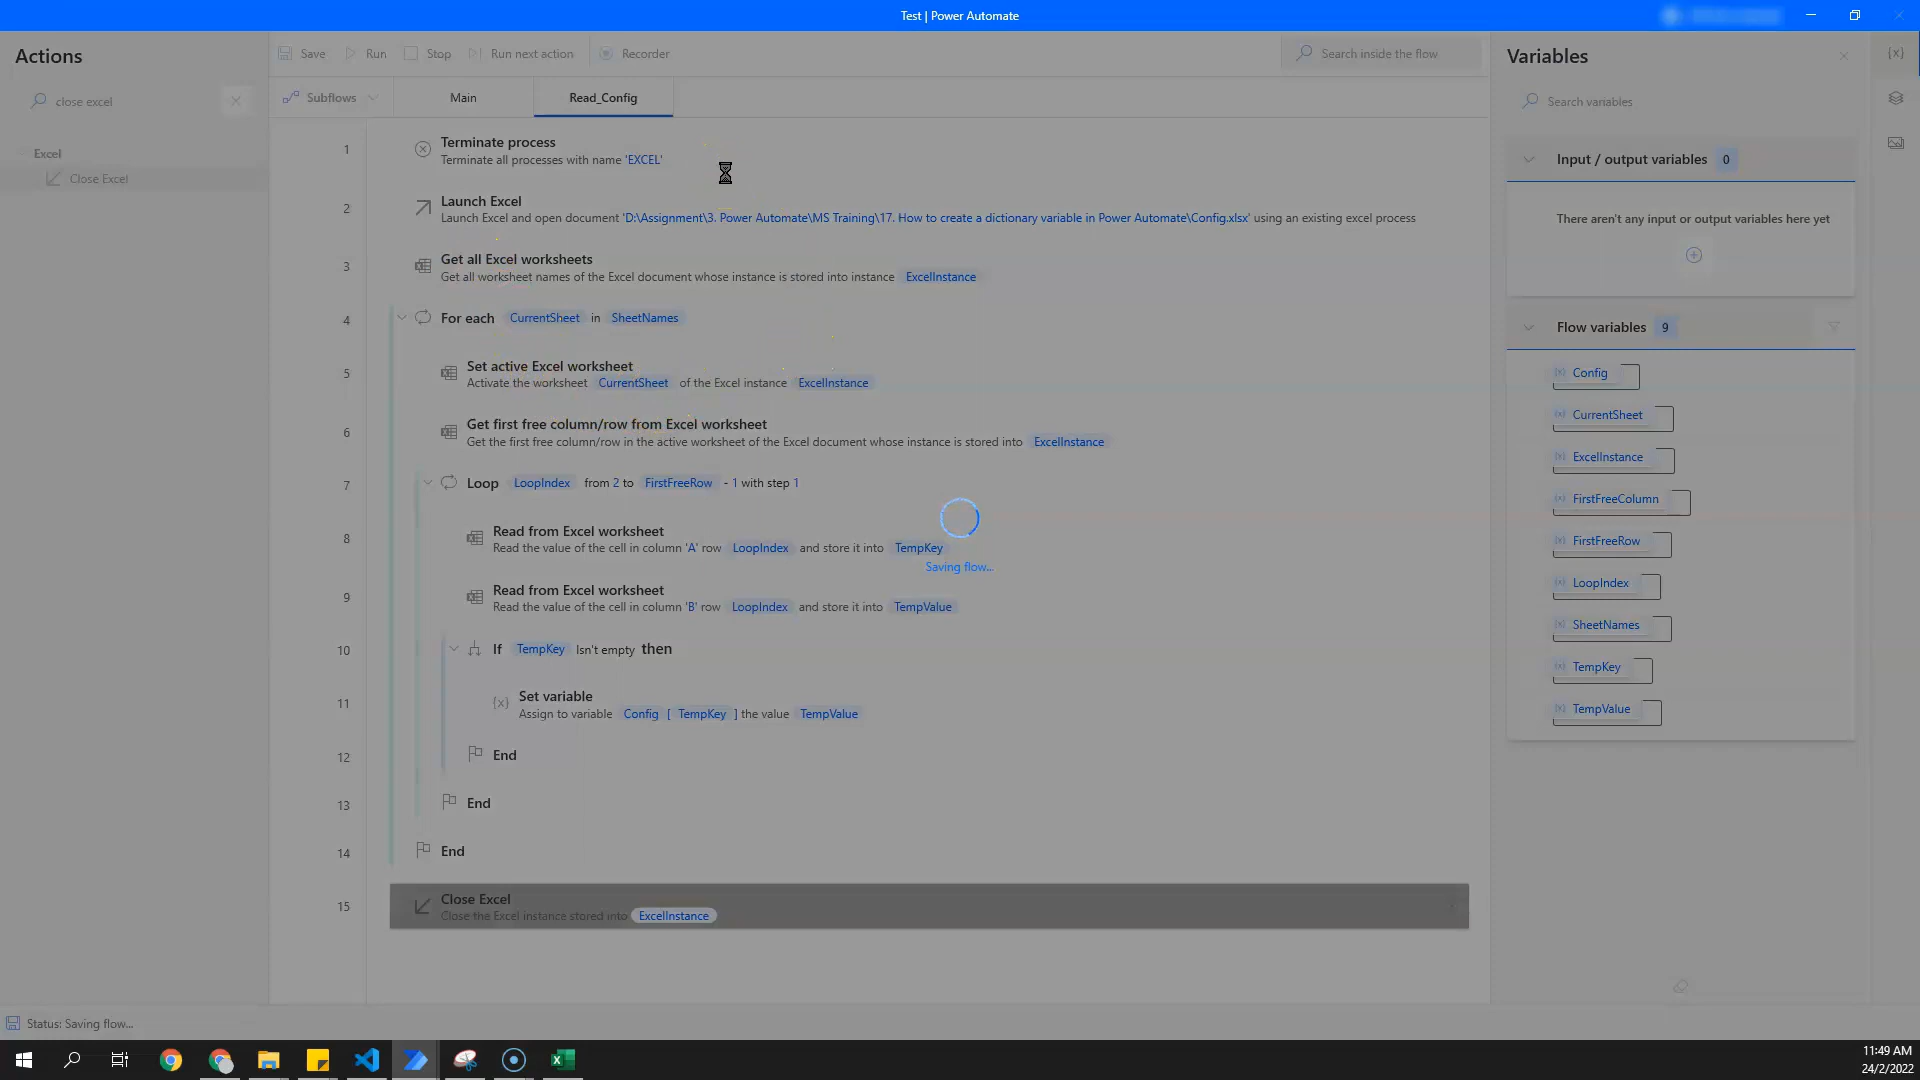 Test | Power Automate
Actions
Save
Run
Stop
Run next action
Recorder
Search inside the flow
Variables
close excel
Subflows
Main
Read_Config
Search variables
Excel
Close Excel
1
Terminate process
Terminate all processes with name 'EXCEL'
2
Launch Excel
Launch Excel and open document 'D:\Assignment\3. Power Automate\MS Training\17. How to create a dictionary variable in Power Automate\Config.xlsx' using an existing excel process
3
Get all Excel worksheets
Get all worksheet names of the Excel document whose instance is stored into instance ExcelInstance
4
For each CurrentSheet in SheetNames
5
Set active Excel worksheet
Activate the worksheet CurrentSheet of the Excel instance ExcelInstance
6
Get first free column/row from Excel worksheet
Get the first free column/row in the active worksheet of the Excel document whose instance is stored into ExcelInstance
7
Loop LoopIndex from 2 to FirstFreeRow - 1 with step 1
8
Read from Excel worksheet
Read the value of the cell in column 'A' row LoopIndex and store it into TempKey
Saving flow...
9
Read from Excel worksheet
Read the value of the cell in column 'B' row LoopIndex and store it into TempValue
10
If TempKey Isn't empty then
11
Set variable
Assign to variable Config [ TempKey ] the value TempValue
12
End
13
End
14
End
15
Close Excel
Close the Excel instance stored into ExcelInstance
Input / output variables 0
There aren't any input or output variables here yet
Flow variables 9
{x} Config
{x} CurrentSheet
{x} ExcelInstance
{x} FirstFreeColumn
{x} FirstFreeRow
{x} LoopIndex
{x} SheetNames
{x} TempKey
{x} TempValue
Status: Saving flow...
11:49 AM
24/2/2022